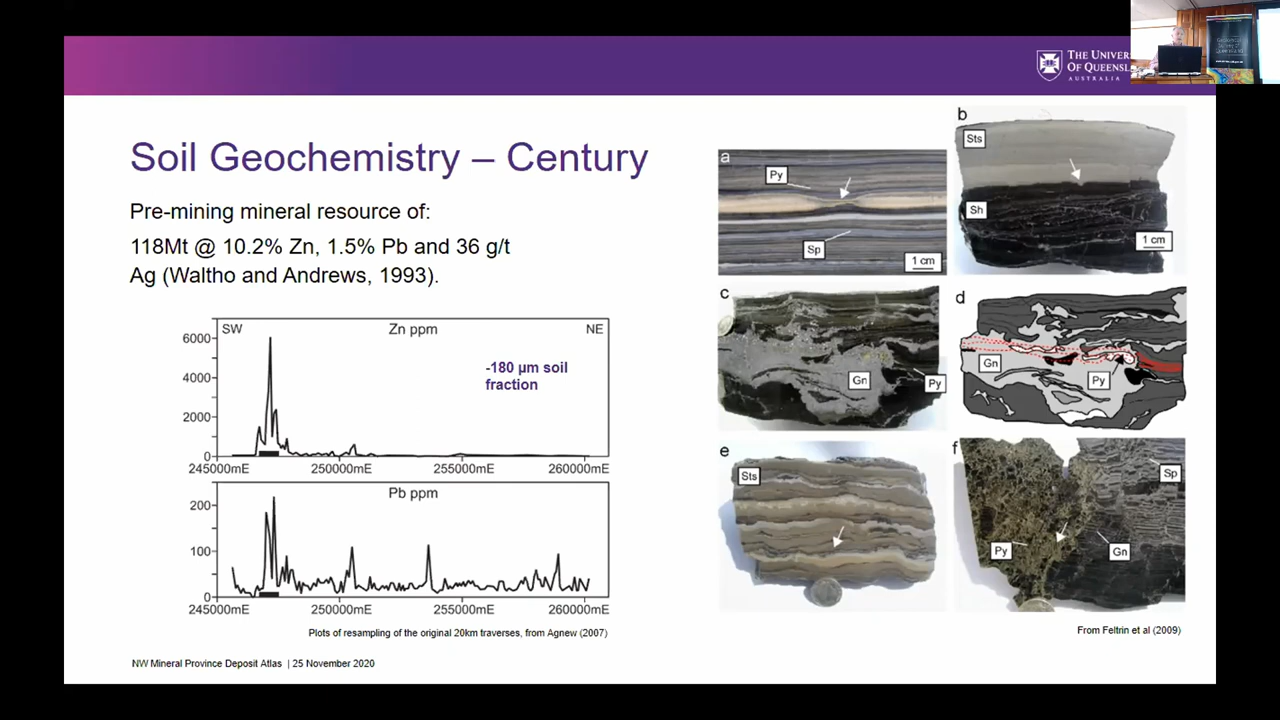 THE UNIVER
OF QUEENSL
AUSTRALIA
Soil Geochemistry – Century
Pre-mining mineral resource of:
118Mt @ 10.2% Zn, 1.5% Pb and 36 g/t
Ag (Waltho and Andrews, 1993).
SW
Zn ppm
NE
6000
4000
2000
0
-180 µm soil
fraction
245000mE
250000mE
255000mE
260000mE
Pb ppm
200
100
0
245000mE
250000mE
255000mE
260000mE
Plots of resampling of the original 20km traverses, from Agnew (2007)
a
Py
Sp
1 cm
b
Sts
Sh
1 cm
c
Gn
Py
d
Gn
Py
e
Sts
f
Sp
Py
Gn
From Feltrin et al (2009)
NW Mineral Province Deposit Atlas | 25 November 2020